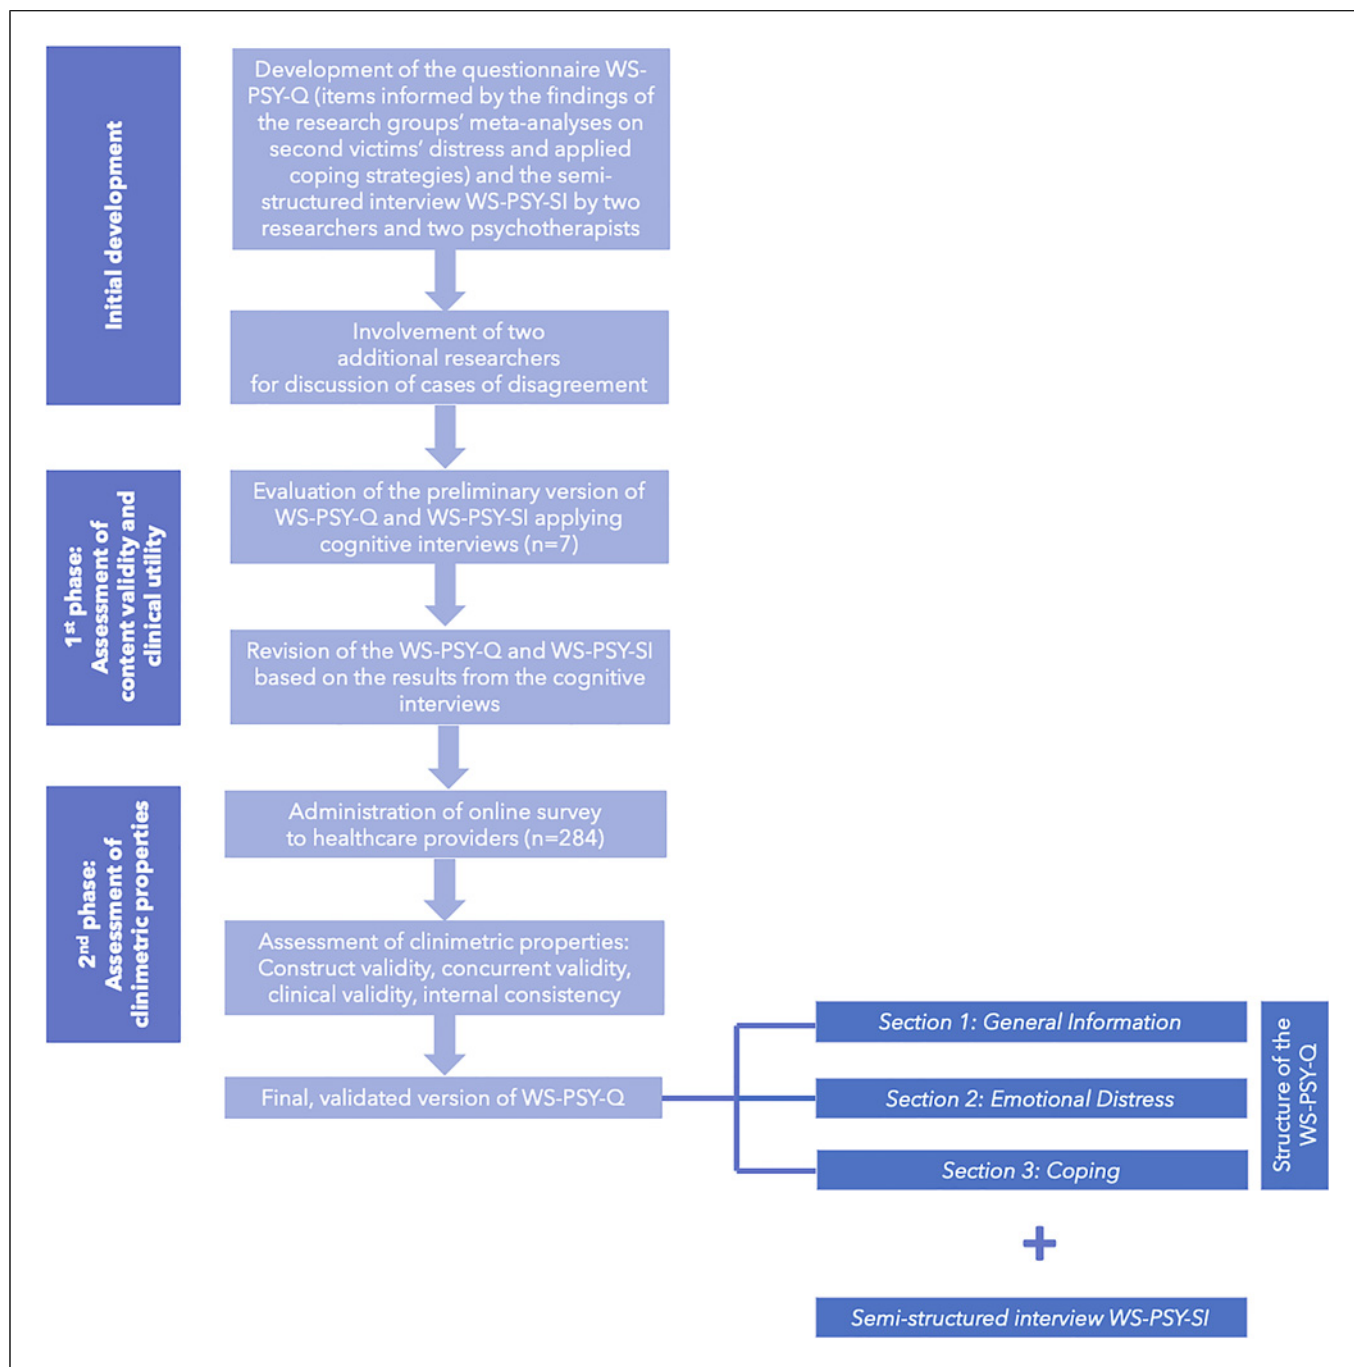 Initial development
Development of the questionnaire WS-
PSY-Q (items informed by the findings of
the research groups’ meta-analyses on
second victims’ distress and applied
coping strategies) and the semi-
structured interview WS-PSY-SI by two
researchers and two psychotherapists
Involvement of two
additional researchers
for discussion of cases of disagreement
1st phase:
Assessment of
content validity and
clinical utility
Evaluation of the preliminary version of
WS-PSY-Q and WS-PSY-SI applying
cognitive interviews (n=7)
Revision of the WS-PSY-Q and WS-PSY-SI
based on the results from the cognitive
interviews
2nd phase:
Assessment of
clinimetric properties
Administration of online survey
to healthcare providers (n=284)
Assessment of clinimetric properties:
Construct validity, concurrent validity,
clinical validity, internal consistency
Final, validated version of WS-PSY-Q
Section 1: General Information
Section 2: Emotional Distress
Section 3: Coping
Structure of the
WS-PSY-Q
+
Semi-structured interview WS-PSY-SI